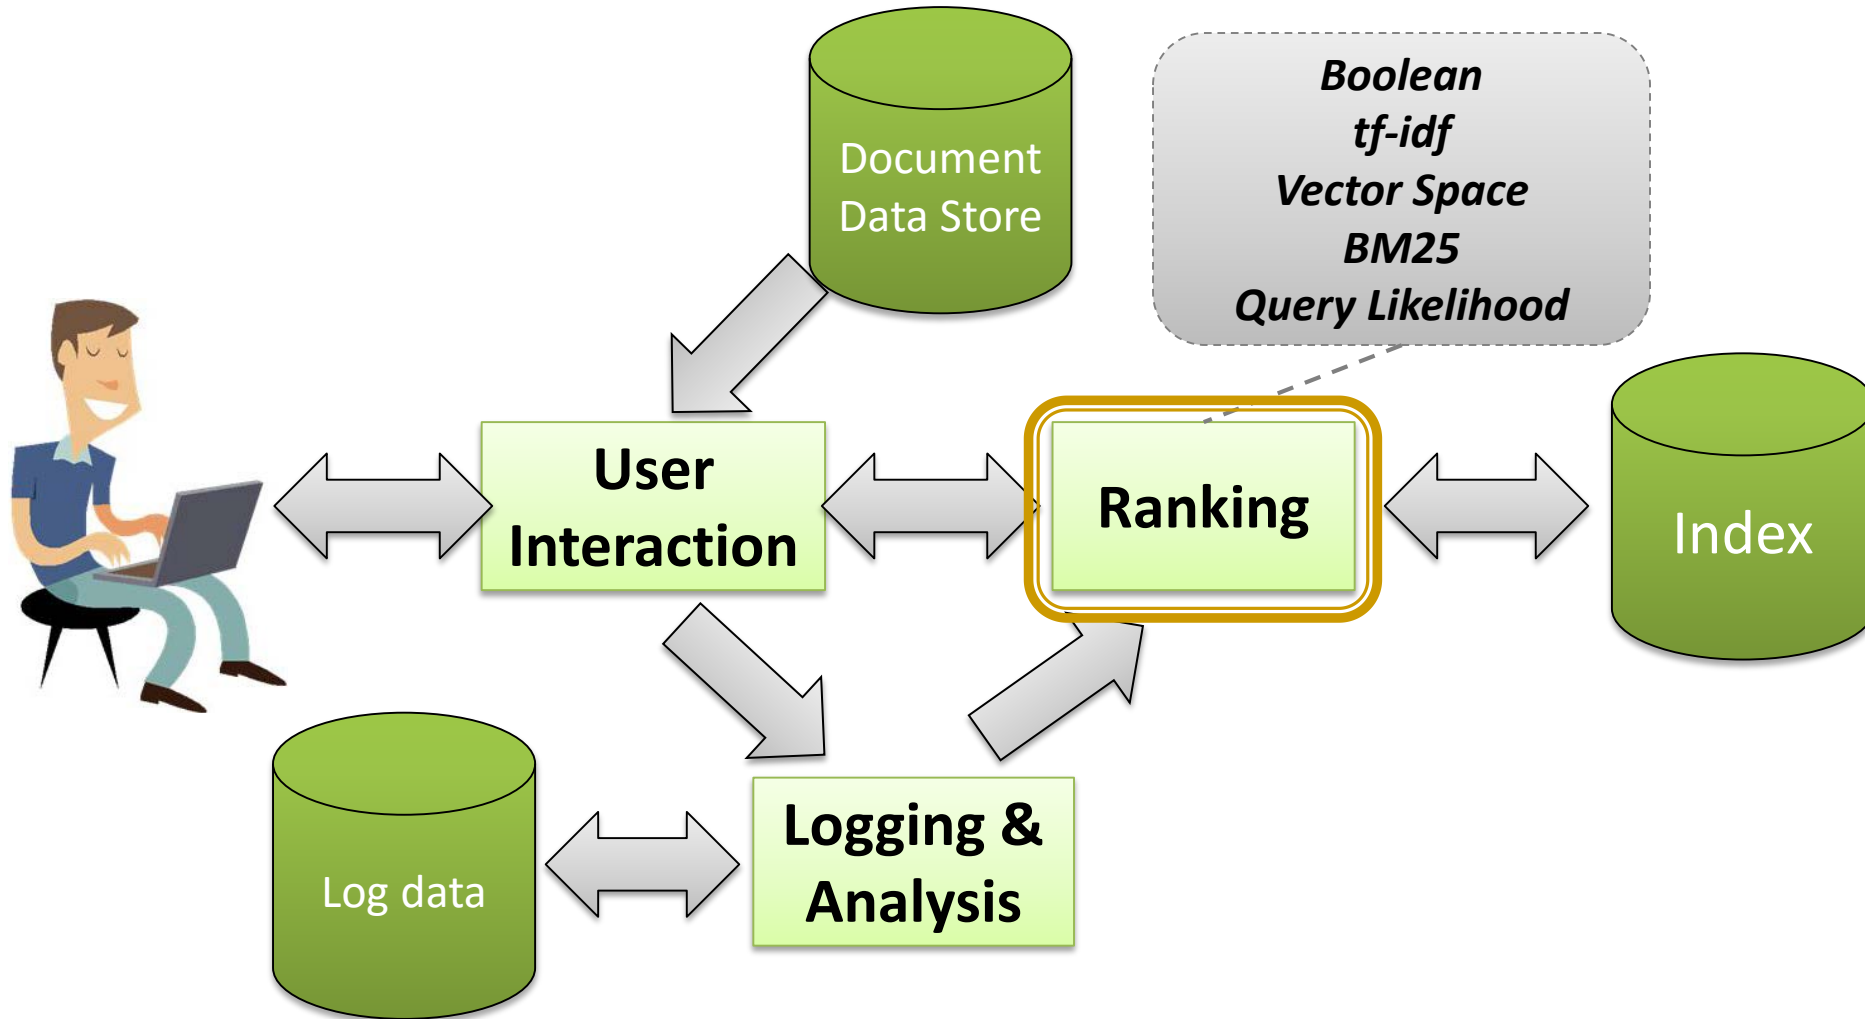 Document
Data Store
Boolean
tf-idf
Vector Space
BM25
Query Likelihood
User
Interaction
Ranking
Index
Logging &
Analysis
Log data